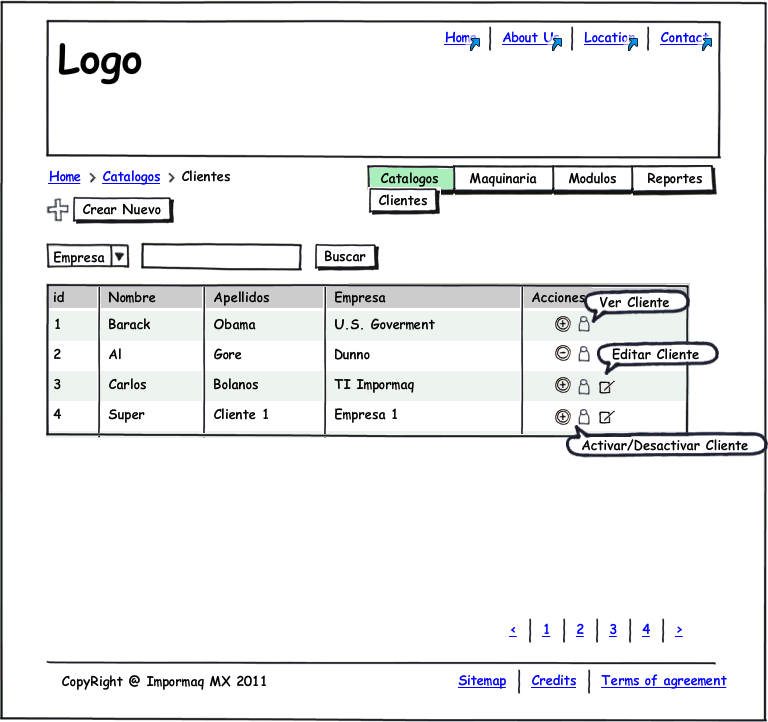 Home About Us Location Contact
Logo
Home > Catalogos > Clientes
Catalogos Maquinaria Modulos Reportes
Crear Nuevo
Clientes
Empresa Buscar
id Nombre Apellidos Empresa Acciones
Ver Cliente
1 Barack Obama U.S. Goverment
2 Al Gore Dunno
Editar Cliente
3 Carlos Bolanos TI Impormaq
4 Super Cliente 1 Empresa 1
Activar/Desactivar Cliente
< 1 2 3 4 >
CopyRight @ Impormaq MX 2011 Sitemap Credits Terms of agreement